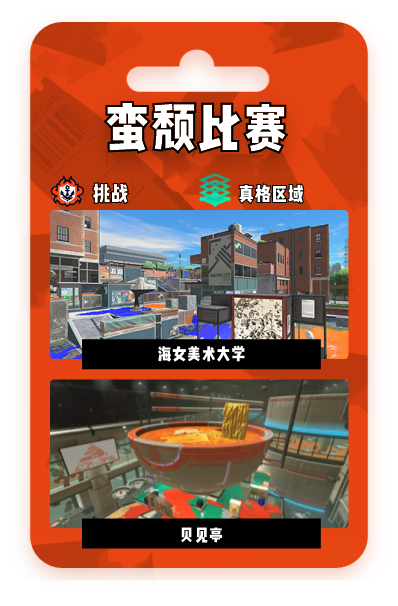 蛮颓比赛
挑战
真格区域
海女美术大学
贝见亭